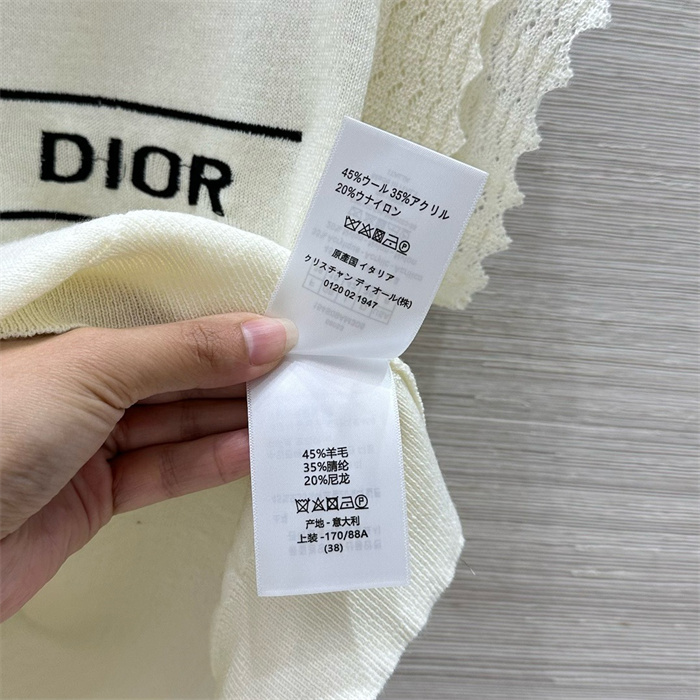 DIOR
45%ウール 35%アクリル
20%ウナイロン
原產国 イタリア
クリスチャン ディオール(株)
0120 02 1947
45%羊毛
35%腈纶
20%尼龙
产地 - 意大利
上装 -170/88A
(38)